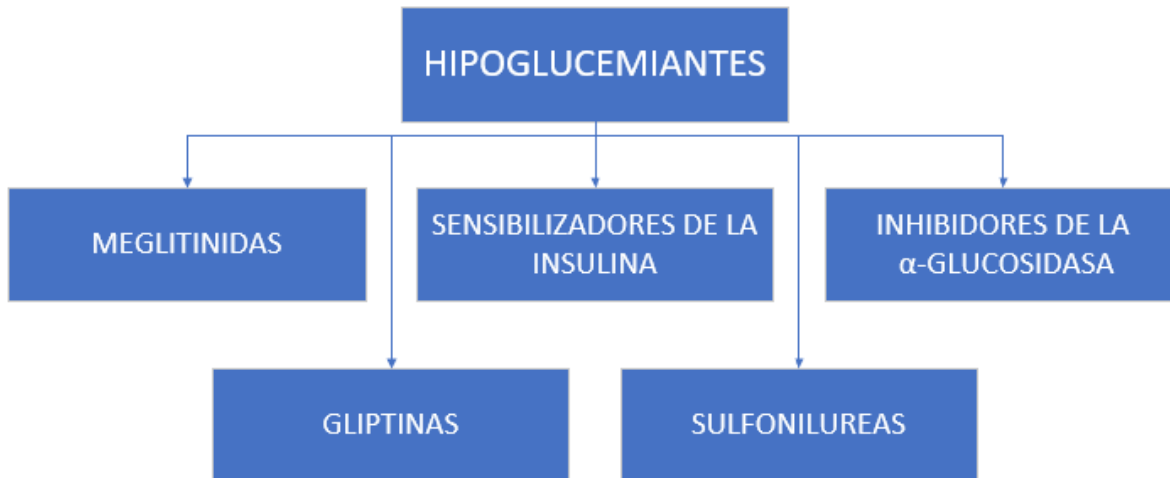 HIPOGLUCEMIANTES
MEGLITINIDAS
SENSIBILIZADORES DE LA
INSULINA
INHIBIDORES DE LA
α-GLUCOSIDASA
GLIPTINAS
SULFONILUREAS